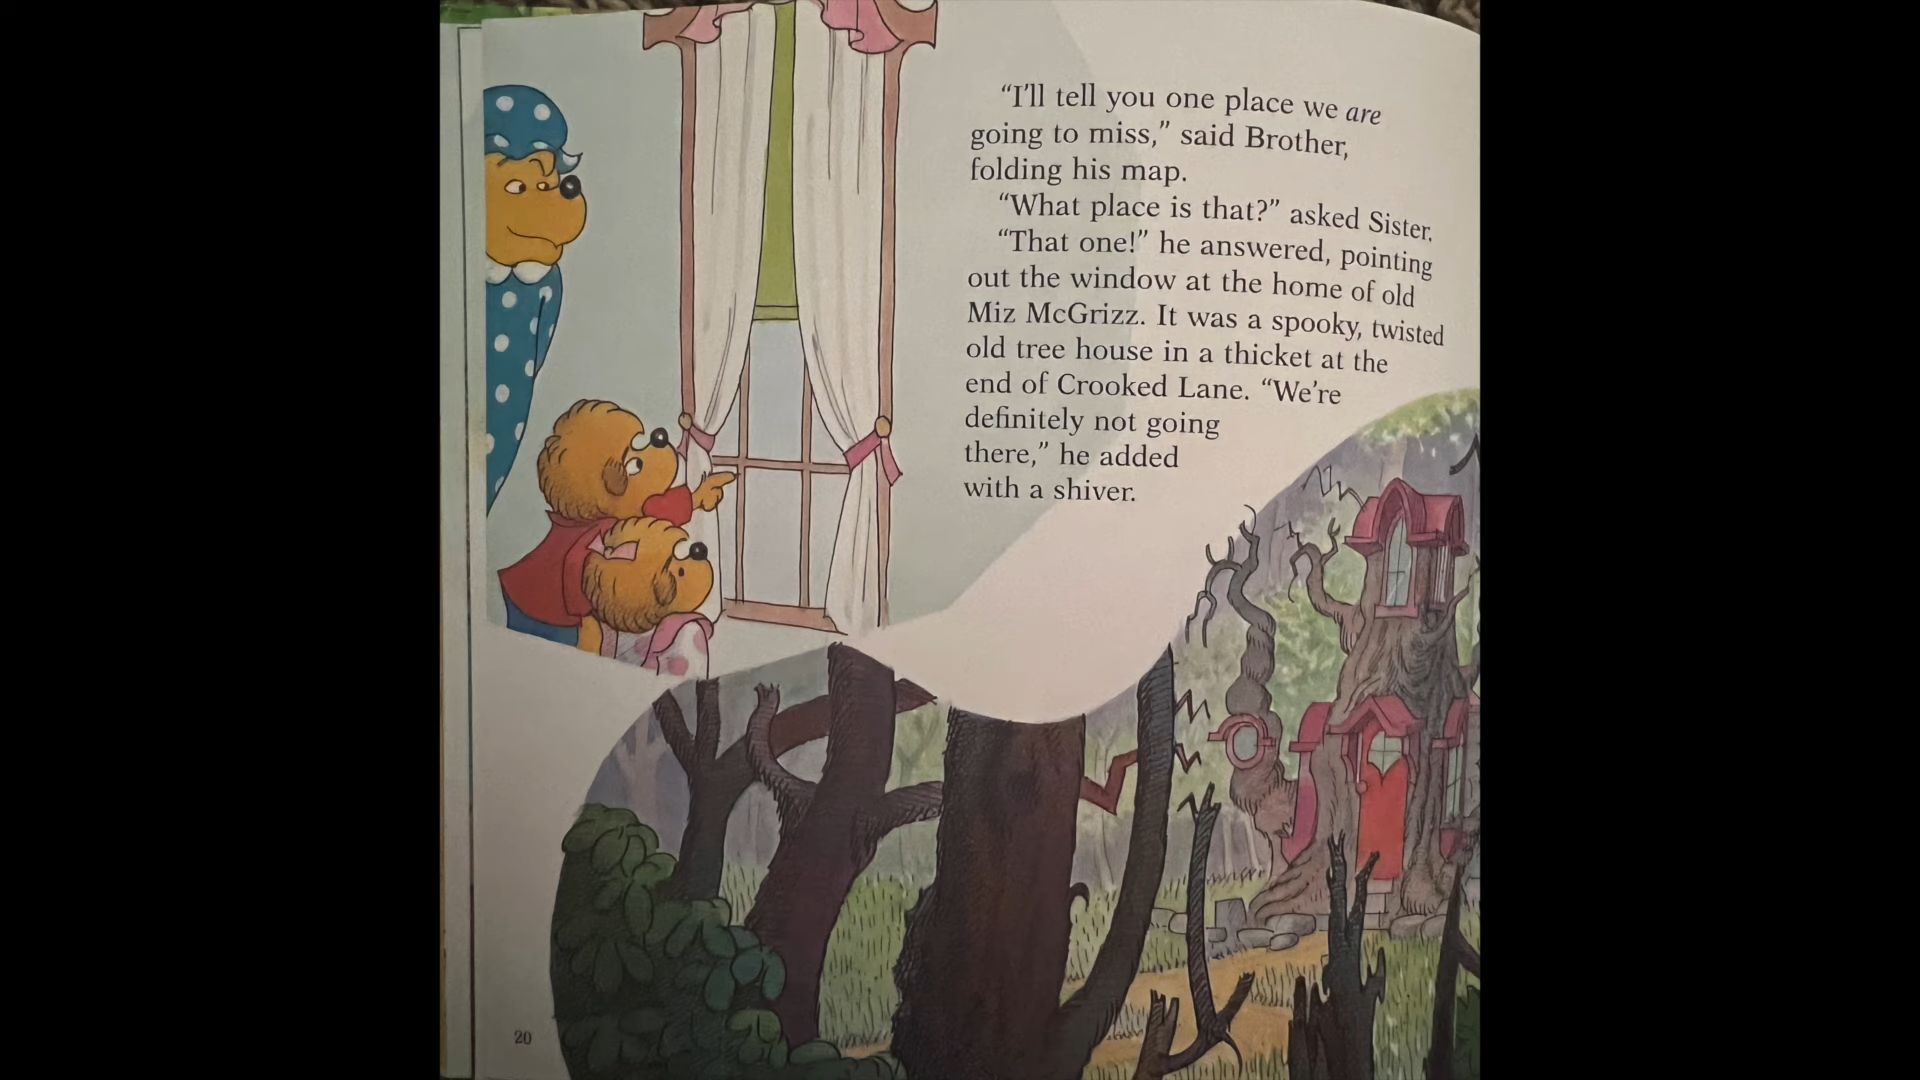 “I’ll tell you one place we are
going to miss,” said Brother,
folding his map.
“What place is that?” asked Sister.
“That one!” he answered, pointing
out the window at the home of old
Miz McGrizz. It was a spooky, twisted
old tree house in a thicket at the
end of Crooked Lane. “We’re
definitely not going
there,” he added
with a shiver.
20